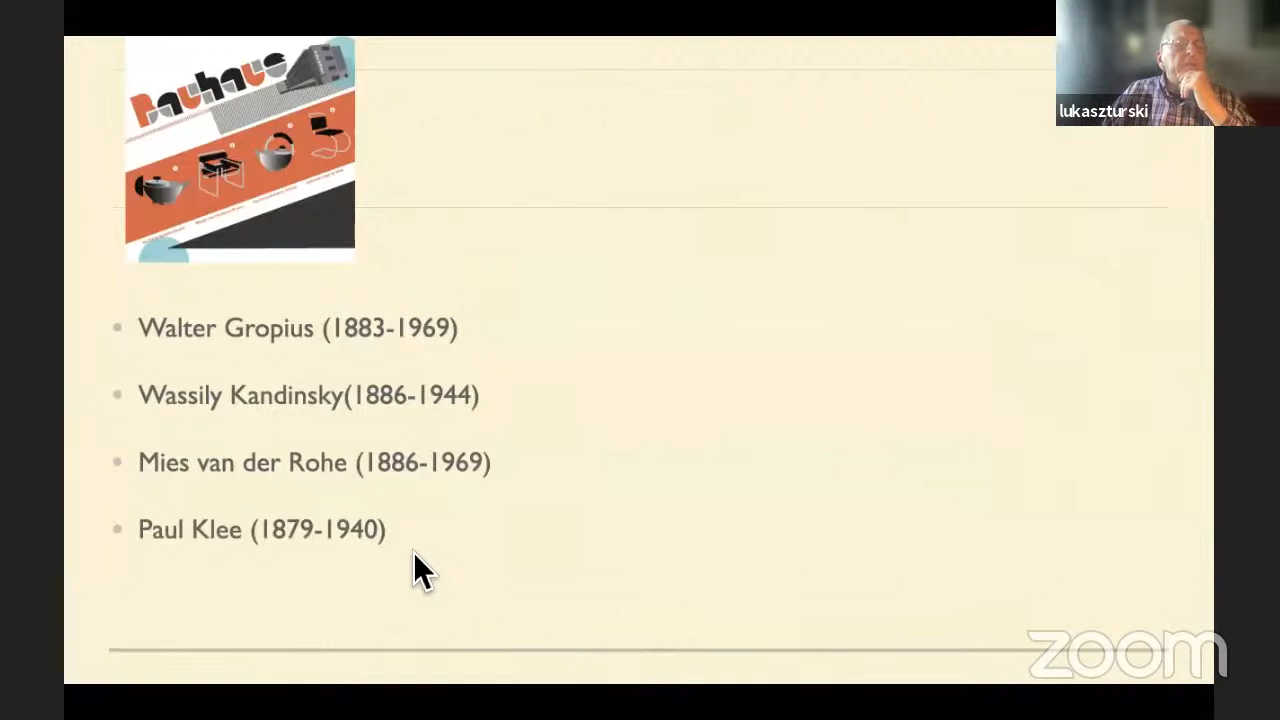 Bauhaus
lukaszturski
Walter Gropius (1883-1969)
Wassily Kandinsky(1886-1944)
Mies van der Rohe (1886-1969)
Paul Klee (1879-1940)
zoom